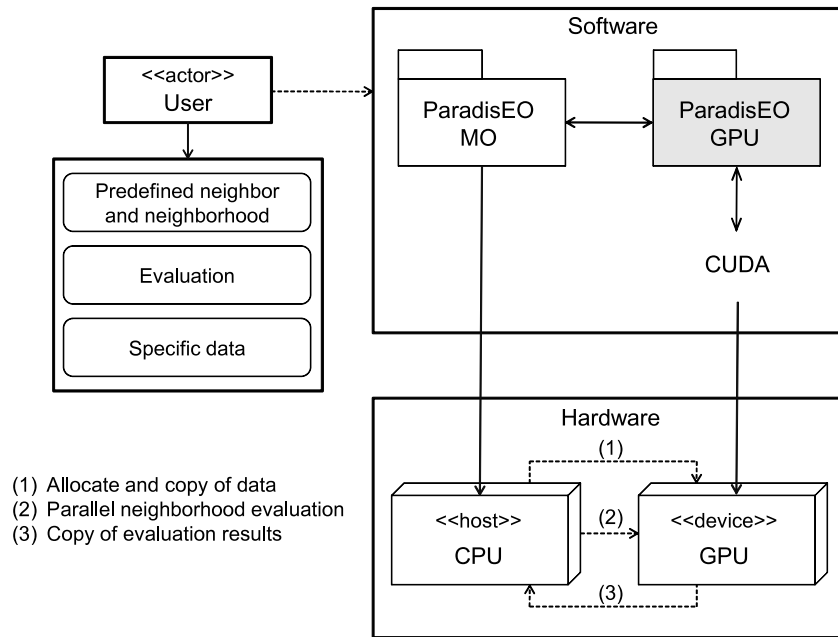 Software
<<actor>>
User
ParadisEO
MO
ParadisEO
GPU
Predefined neighbor
and neighborhood
Evaluation
Specific data
CUDA
Hardware
(1)
(1) Allocate and copy of data
(2) Parallel neighborhood evaluation
(3) Copy of evaluation results
<<host>>
CPU
(2)
<<device>>
GPU
(3)